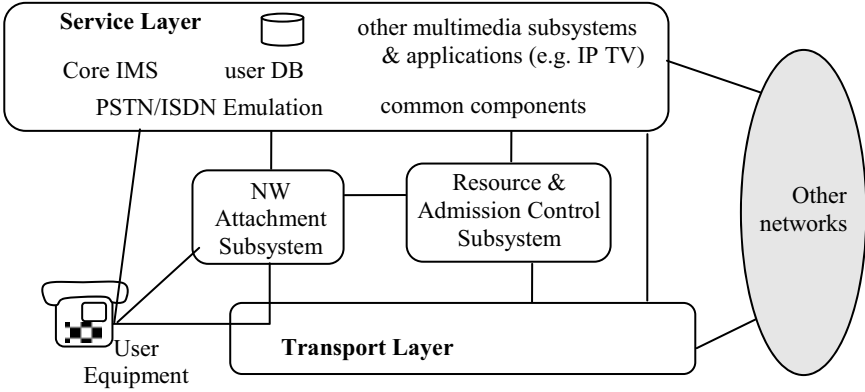 Service Layer
other multimedia subsystems
& applications (e.g. IP TV)
Core IMS
user DB
PSTN/ISDN Emulation
common components
NW
Attachment
Subsystem
Resource &
Admission Control
Subsystem
Other
networks
User
Equipment
Transport Layer